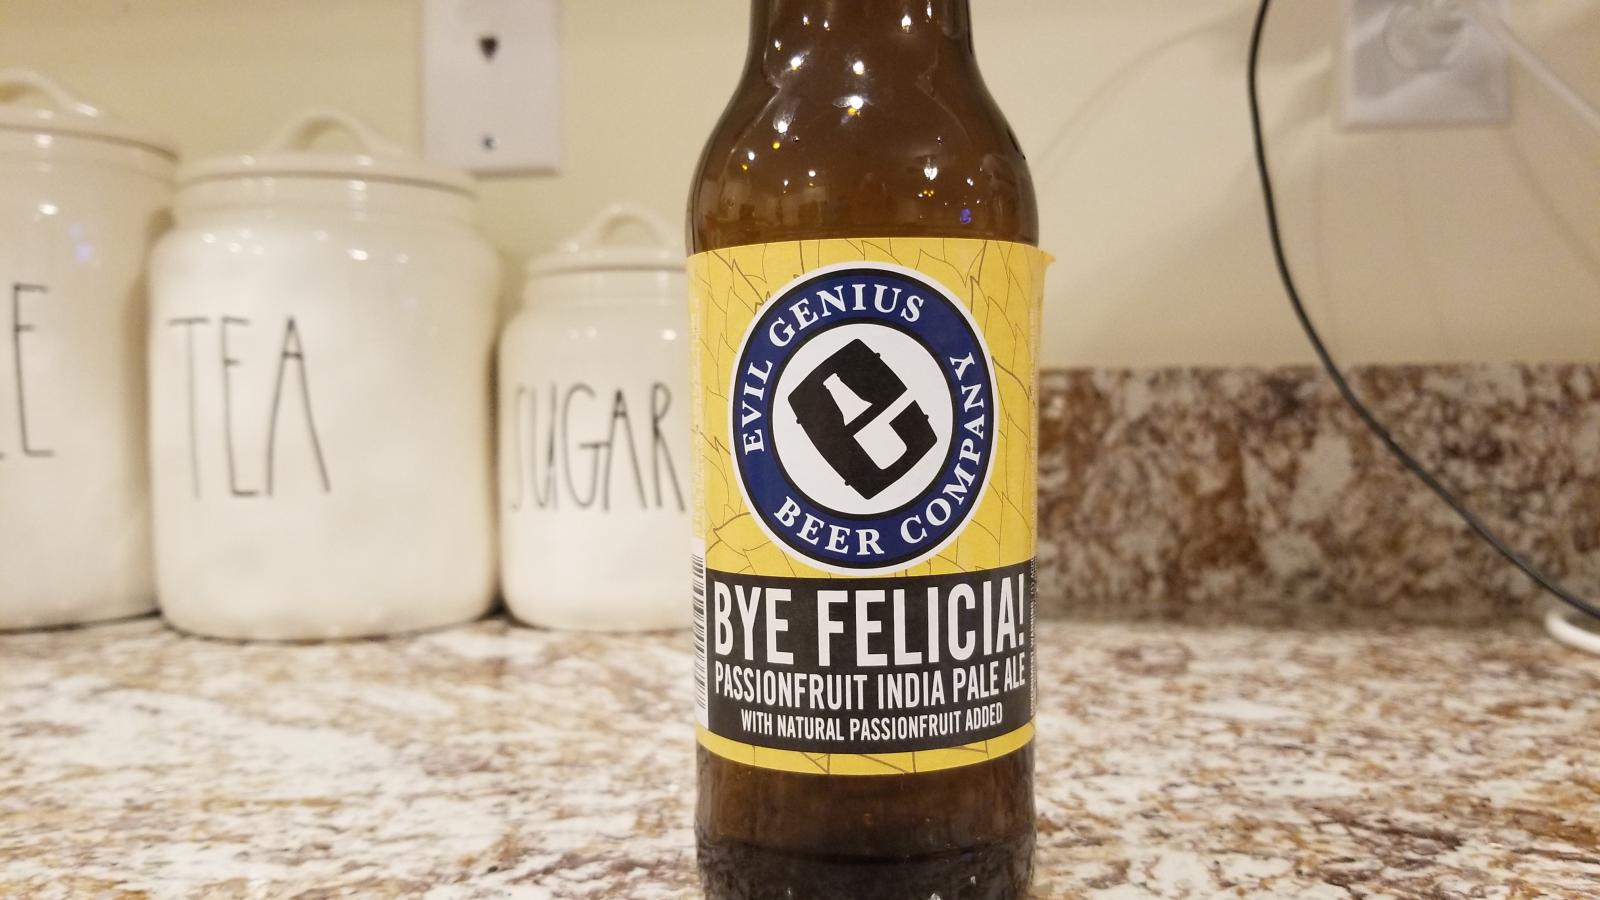 TEA
SUGAR
EVIL GENIUS
BEER COMPANY
BYE FELICIA!
PASSIONFRUIT INDIA PALE ALE
WITH NATURAL PASSIONFRUIT ADDED